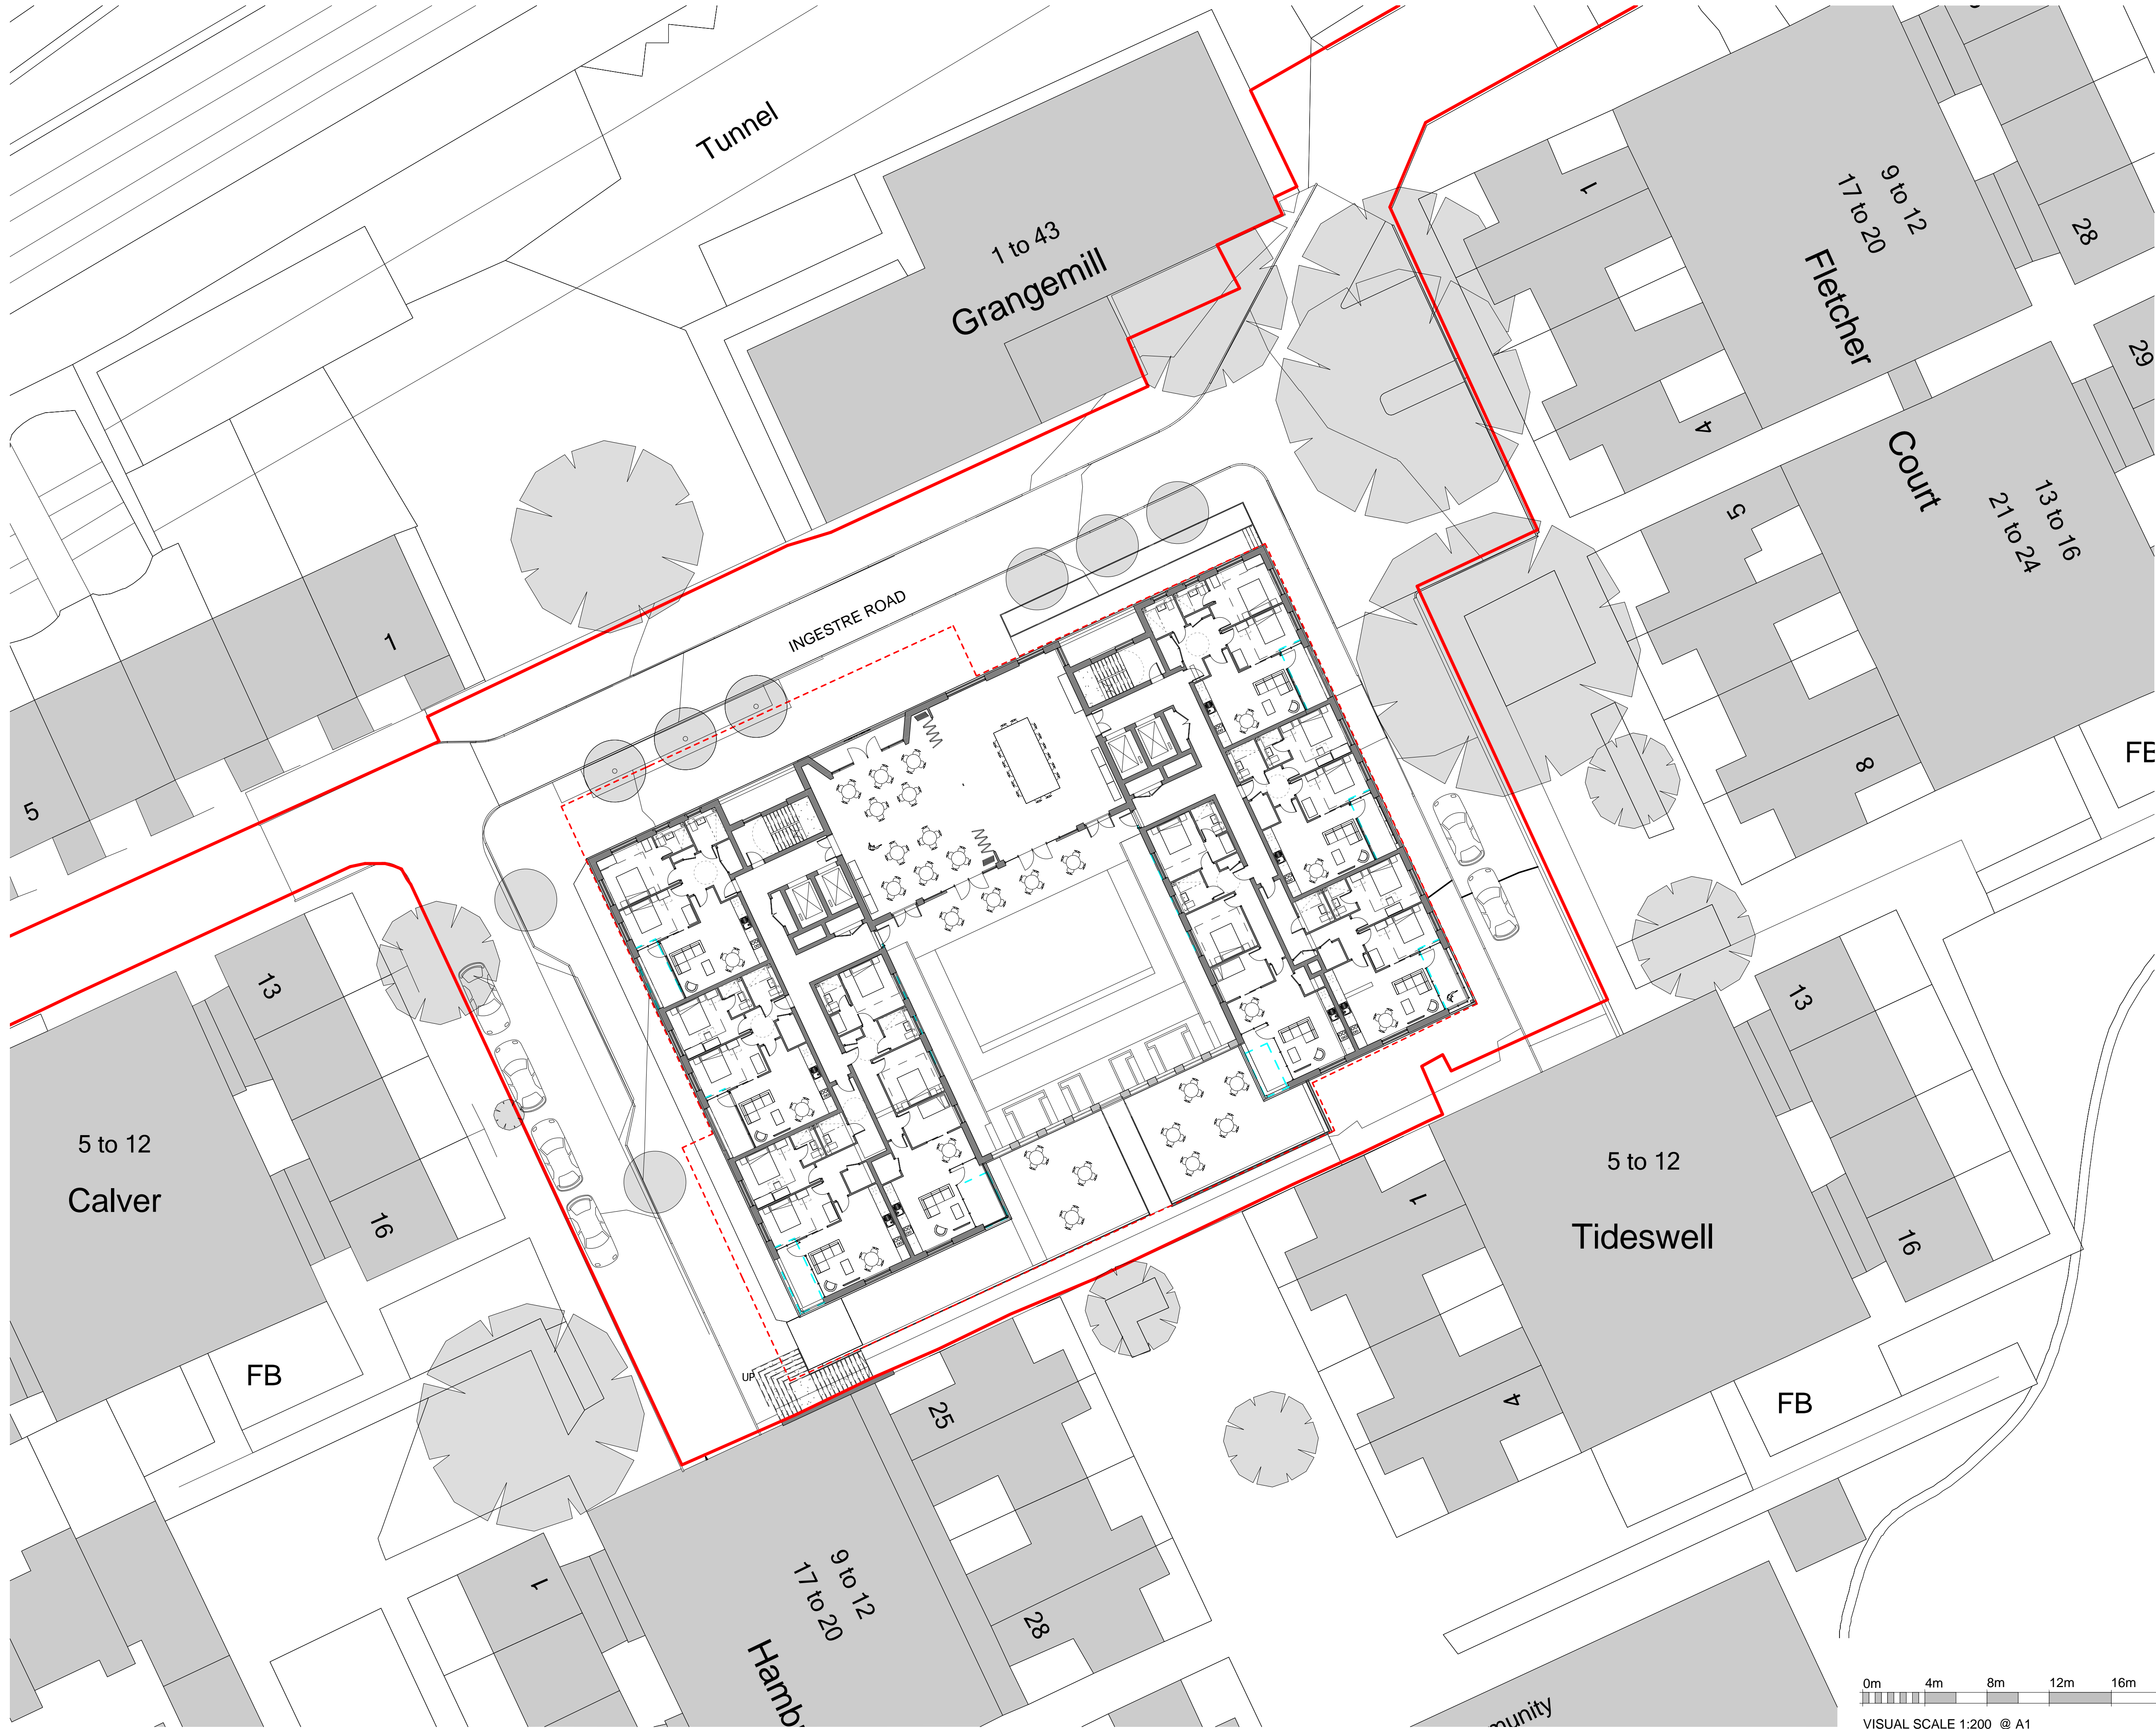 Tunnel
1 to 43
Grangemill
1
9 to 12
17 to 20
28
Fletcher
29
4
Court
5
13 to 16
21 to 24
INGESTRE ROAD
1
5
8
FB
13
13
5 to 12
Calver
16
1
5 to 12
Tideswell
16
FB
UP
25
4
FB
1
9 to 12
17 to 20
28
Hamb
munity
0m 4m 8m 12m 16m
VISUAL SCALE 1:200 @ A1